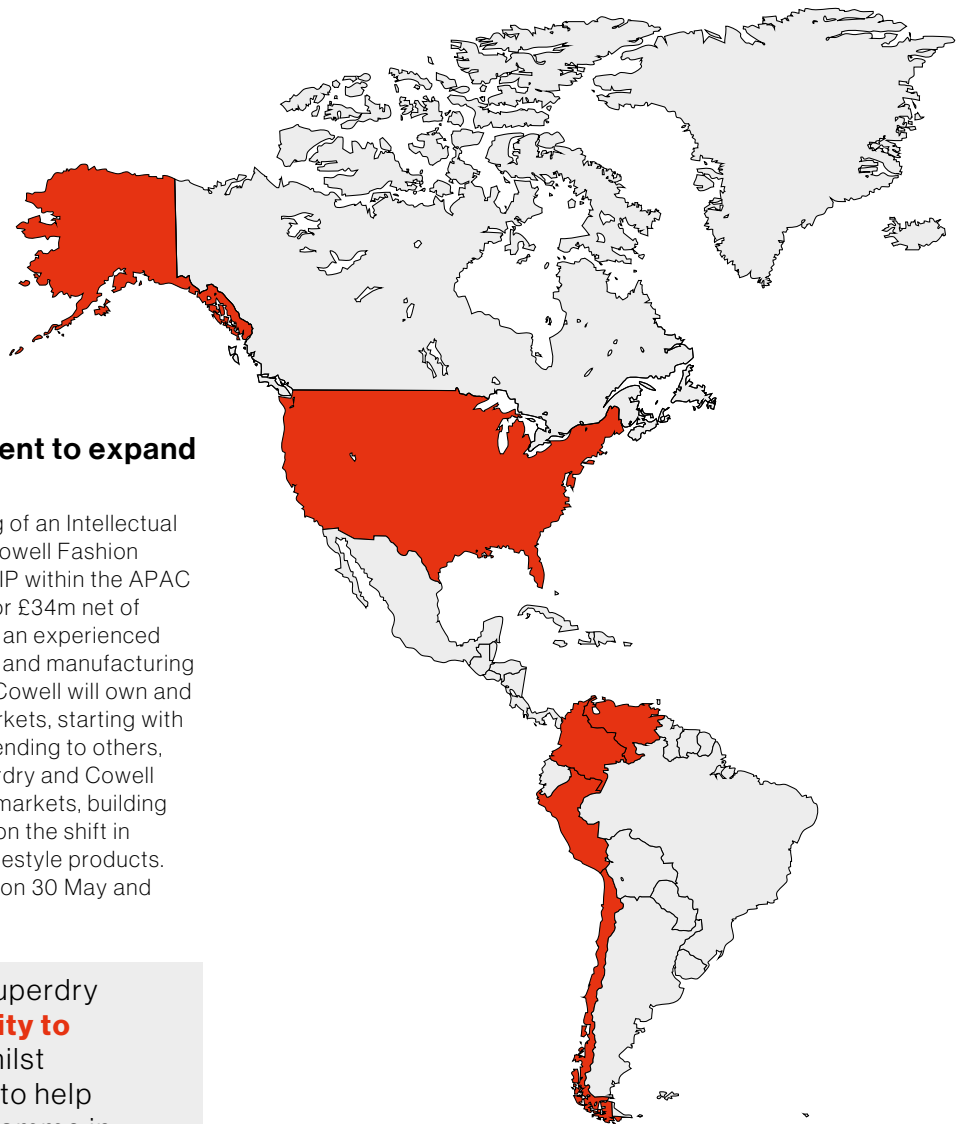 ent to expand
g of an Intellectual
owell Fashion
IP within the APAC
or £34m net of
an experienced
and manufacturing
Cowell will own and
rkets, starting with
ending to others,
rdry and Cowell
markets, building
on the shift in
estyle products.
on 30 May and
uperdry
ity to
hilst
to help